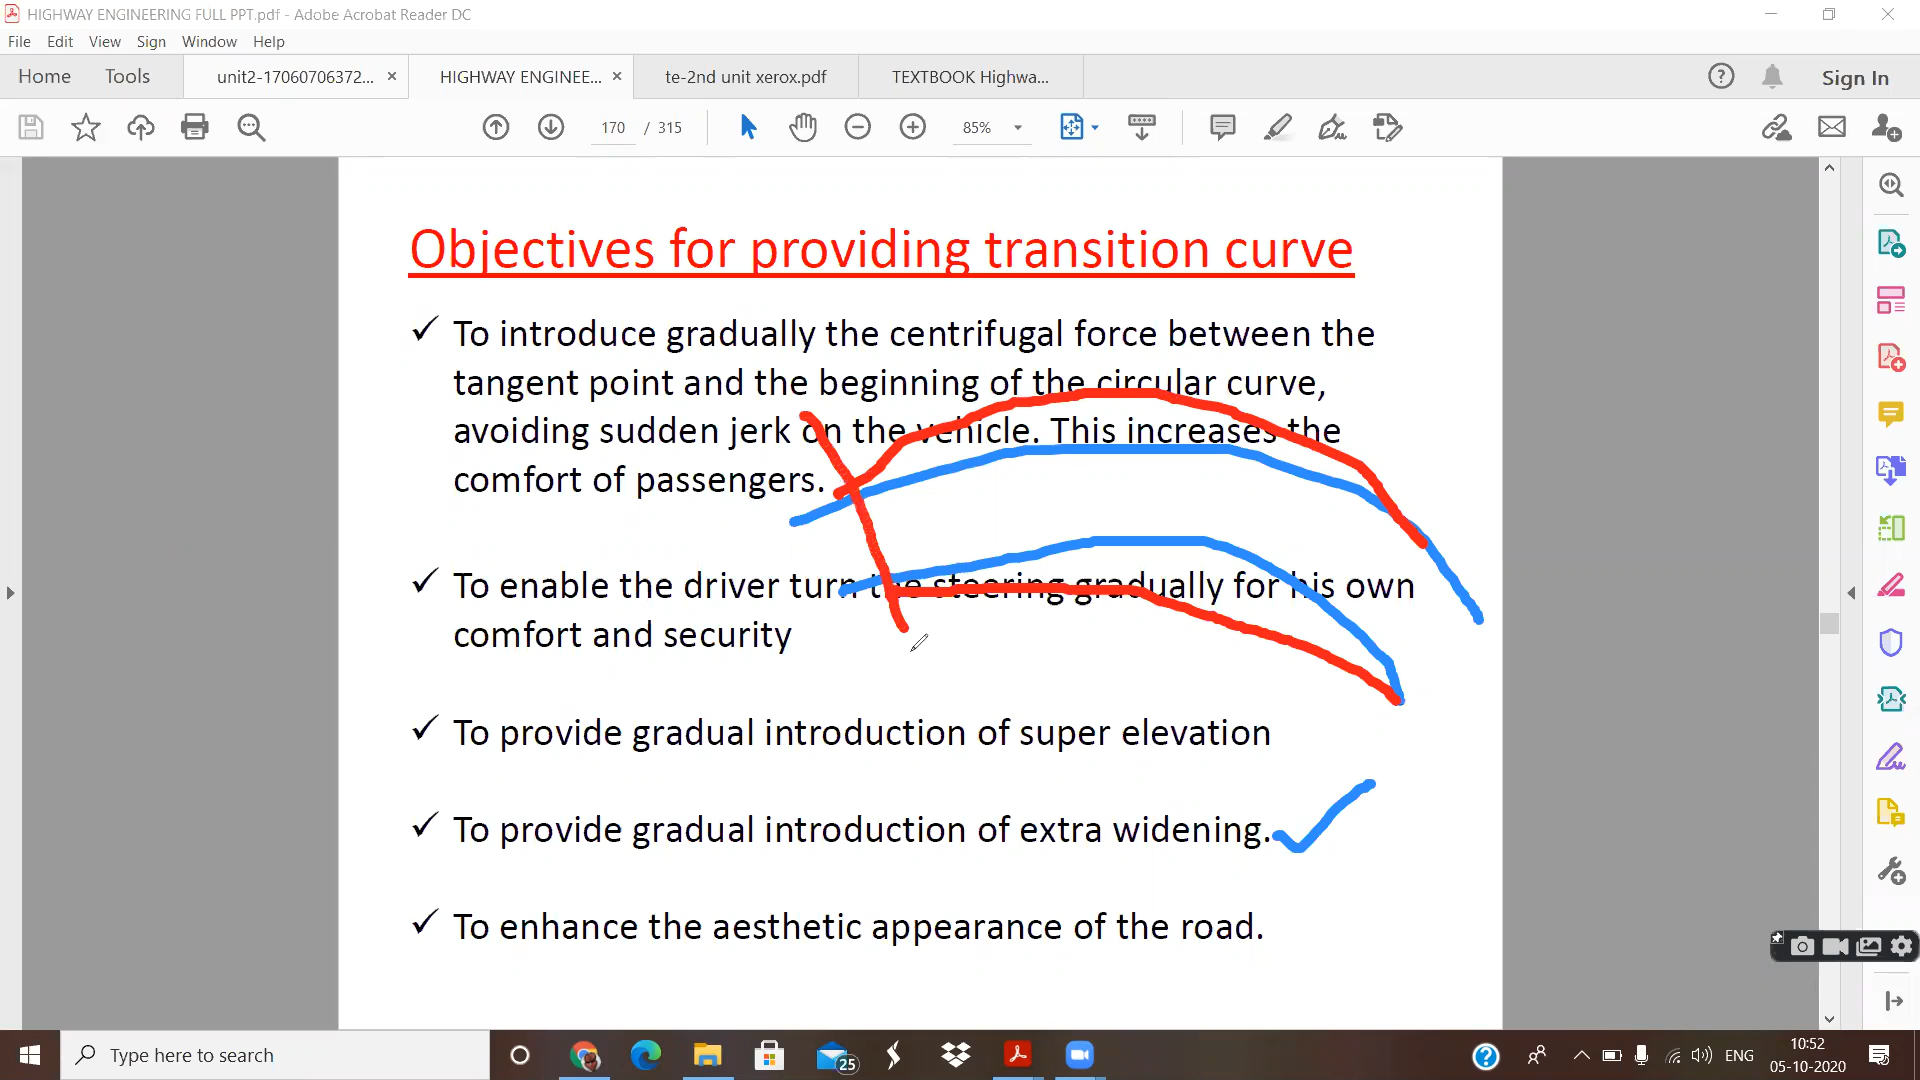 HIGHWAY ENGINEERING FULL PPT.pdf - Adobe Acrobat Reader DC
File Edit View Sign Window Help
Home Tools unit2-17060706372... × HIGHWAY ENGINEE... × te-2nd unit xerox.pdf TEXTBOOK Highwa... Sign In
170 / 315 85%
Objectives for providing transition curve
✓ To introduce gradually the centrifugal force between the
tangent point and the beginning of the circular curve,
avoiding sudden jerk on the vehicle. This increases the
comfort of passengers.
✓ To enable the driver turn the steering gradually for his own
comfort and security
✓ To provide gradual introduction of super elevation
✓ To provide gradual introduction of extra widening.
✓ To enhance the aesthetic appearance of the road.
Type here to search
25
ENG
10:52
05-10-2020